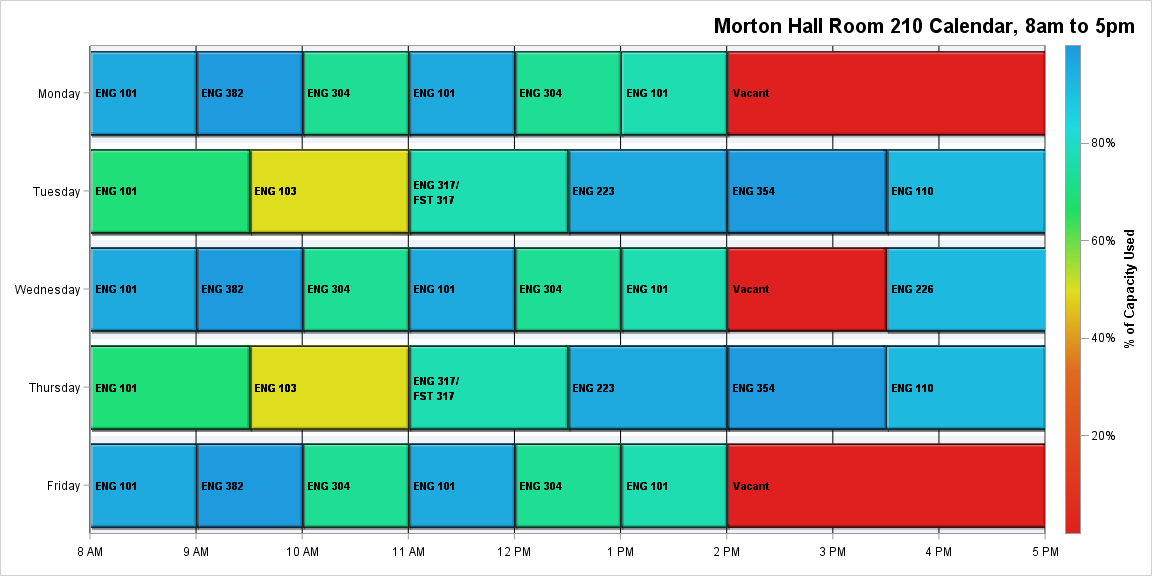 Morton Hall Room 210 Calendar, 8am to 5pm
Monday
ENG 101
ENG 382
ENG 304
ENG 101
ENG 304
ENG 101
Vacant
Tuesday
ENG 101
ENG 103
ENG 317/
FST 317
ENG 223
ENG 354
ENG 110
Wednesday
ENG 101
ENG 382
ENG 304
ENG 101
ENG 304
ENG 101
Vacant
ENG 226
Thursday
ENG 101
ENG 103
ENG 317/
FST 317
ENG 223
ENG 354
ENG 110
Friday
ENG 101
ENG 382
ENG 304
ENG 101
ENG 304
ENG 101
Vacant
8 AM
9 AM
10 AM
11 AM
12 PM
1 PM
2 PM
3 PM
4 PM
5 PM
80%
60%
40%
20%
% of Capacity Used